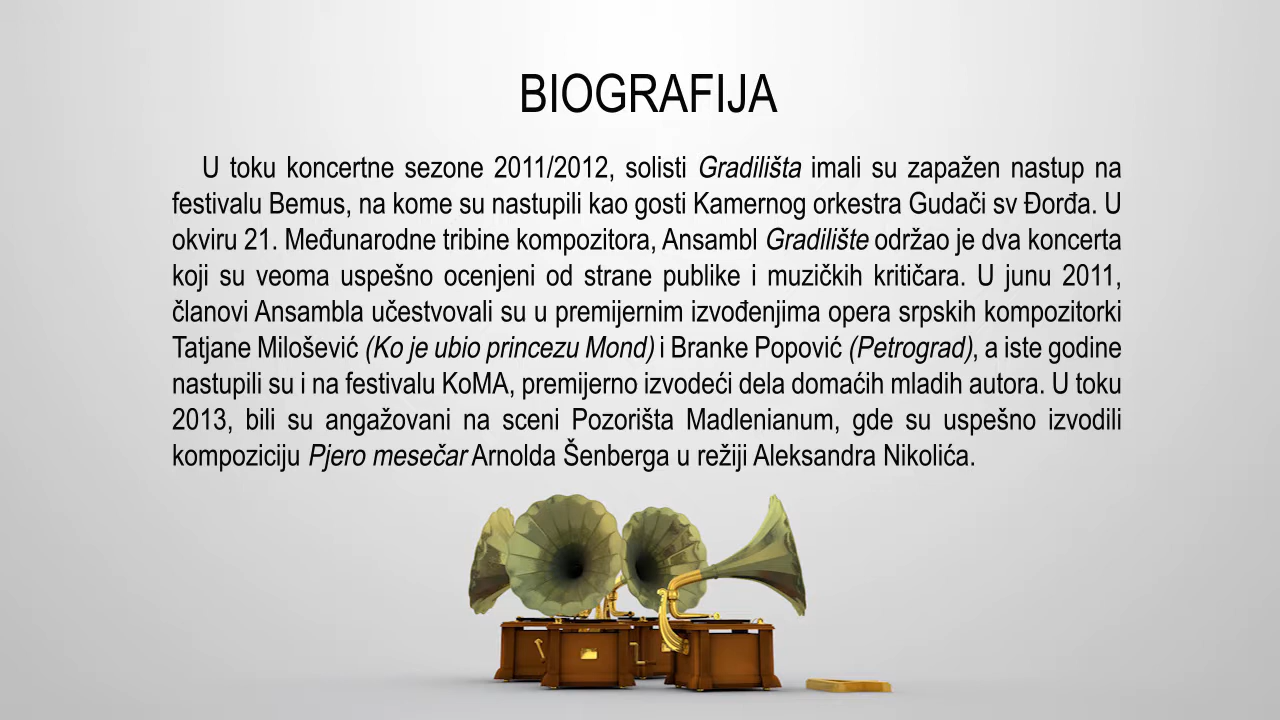 BIOGRAFIJA
U toku koncertne sezone 2011/2012, solisti Gradilišta imali su zapažen nastup na
festivalu Bemus, na kome su nastupili kao gosti Kamernog orkestra Gudači sv Đorđa. U
okviru 21. Međunarodne tribine kompozitora, Ansambl Gradilište održao je dva koncerta
koji su veoma uspešno ocenjeni od strane publike i muzičkih kritičara. U junu 2011,
članovi Ansambla učestvovali su u premijernim izvođenjima opera srpskih kompozitorki
Tatjane Milošević (Ko je ubio princezu Mond) i Branke Popović (Petrograd), a iste godine
nastupili su i na festivalu KoMA, premijerno izvodeći dela domaćih mladih autora. U toku
2013, bili su angažovani na sceni Pozorišta Madlenianum, gde su uspešno izvodili
kompoziciju Pjero mesečar Arnolda Šenberga u režiji Aleksandra Nikolića.